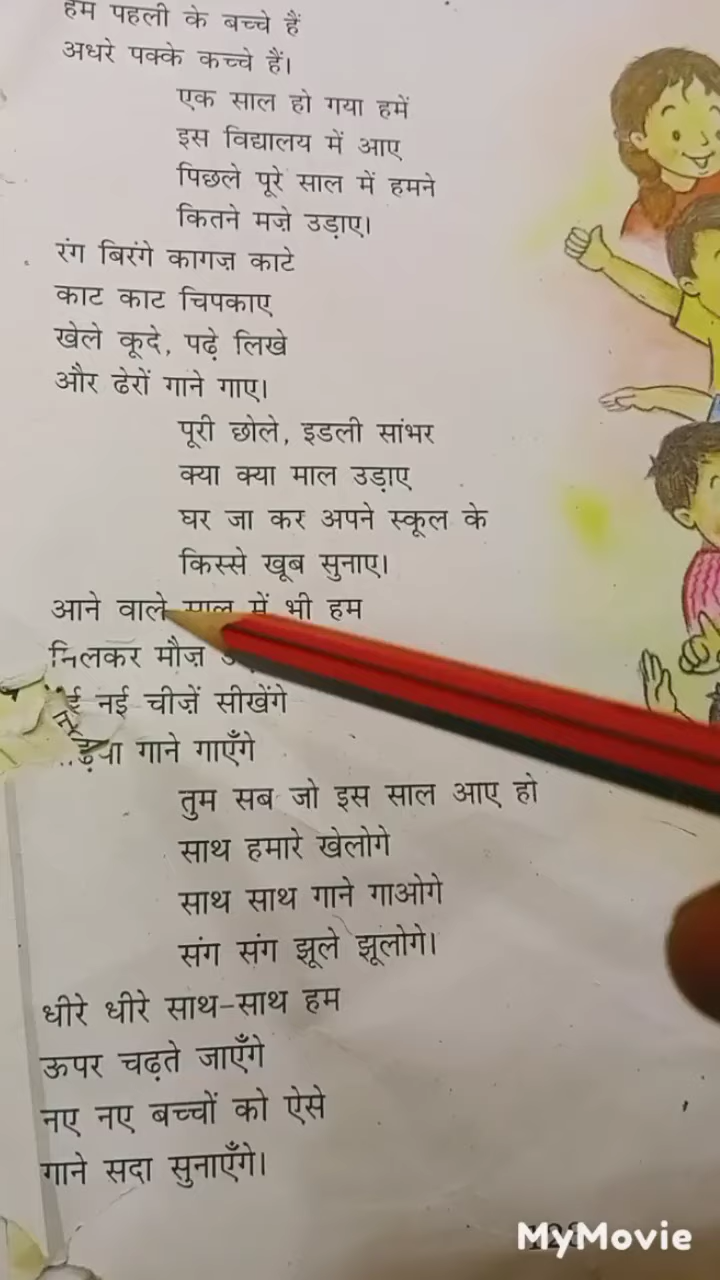 हम पहली के बच्चे हैं
अधरे पक्के कच्चे हैं।
एक साल हो गया हमें
इस विद्यालय में आए
पिछले पूरे साल में हमने
कितने मज़े उड़ाए।
रंग बिरंगे कागज़ काटे
काट काट चिपकाए
खेले कूदे, पढ़े लिखे
और ढेरों गाने गाए।
पूरी छोले, इडली सांभर
क्या क्या माल उड़ाए
घर जा कर अपने स्कूल के
किस्से खूब सुनाए।
आने वाले साल में भी हम
मिलकर मौज़
नई चीज़ें सीखेंगे
गाने गाएँगे
तुम सब जो इस साल आए हो
साथ हमारे खेलोगे
साथ साथ गाने गाओगे
संग संग झूले झूलोगे।
धीरे धीरे साथ-साथ हम
ऊपर चढ़ते जाएँगे
नए नए बच्चों को ऐसे
गाने सदा सुनाएँगे।
MyMovie